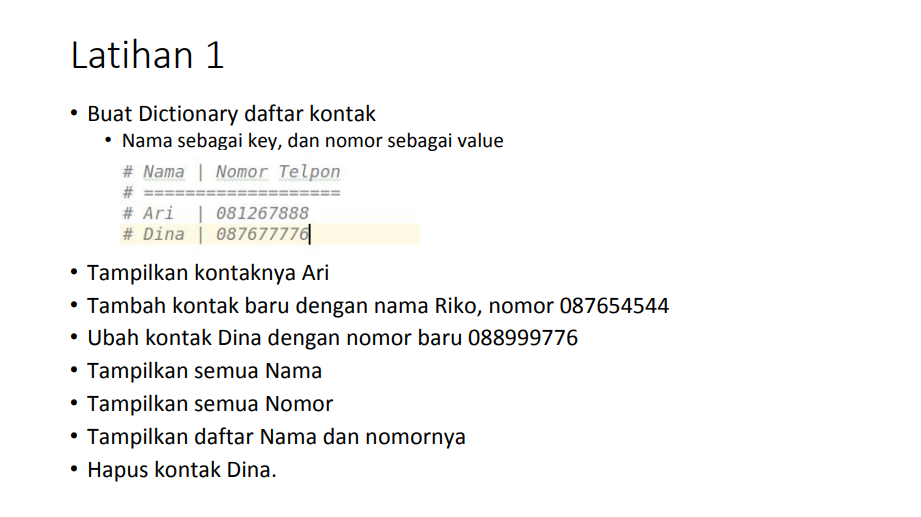 Latihan 1
• Buat Dictionary daftar kontak
• Nama sebagai key, dan nomor sebagai value
# Nama | Nomor Telpon
# ====================
# Ari  | 081267888
# Dina | 087677776
• Tampilkan kontaknya Ari
• Tambah kontak baru dengan nama Riko, nomor 087654544
• Ubah kontak Dina dengan nomor baru 088999776
• Tampilkan semua Nama
• Tampilkan semua Nomor
• Tampilkan daftar Nama dan nomornya
• Hapus kontak Dina.